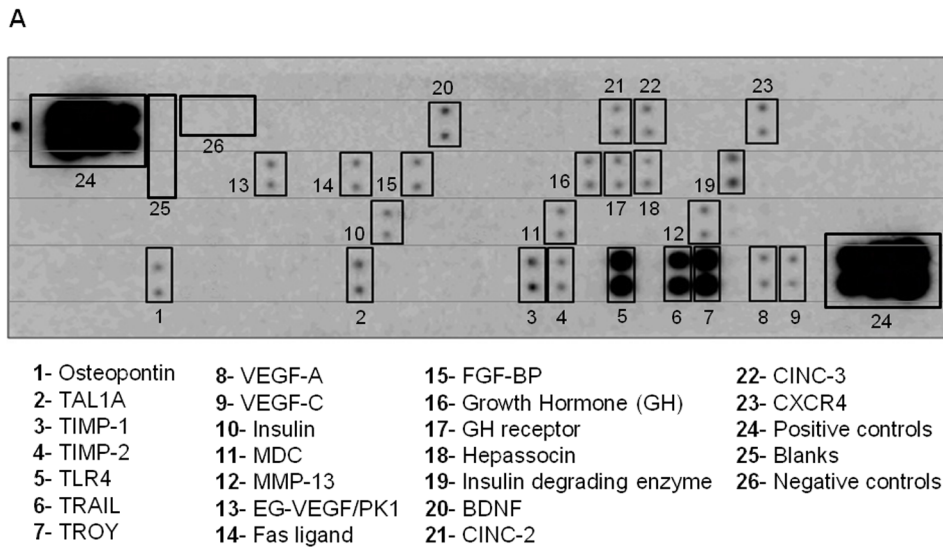 A
20
21 22
23
24
26
25
13
14
15
16
17
18
19
10
11
12
1
2
3
4
5
6
7
8
9
24
1- Osteopontin
2- TAL1A
3- TIMP-1
4- TIMP-2
5- TLR4
6- TRAIL
7- TROY
8- VEGF-A
9- VEGF-C
10- Insulin
11- MDC
12- MMP-13
13- EG-VEGF/PK1
14- Fas ligand
15- FGF-BP
16- Growth Hormone (GH)
17- GH receptor
18- Hepassocin
19- Insulin degrading enzyme
20- BDNF
21- CINC-2
22- CINC-3
23- CXCR4
24- Positive controls
25- Blanks
26- Negative controls